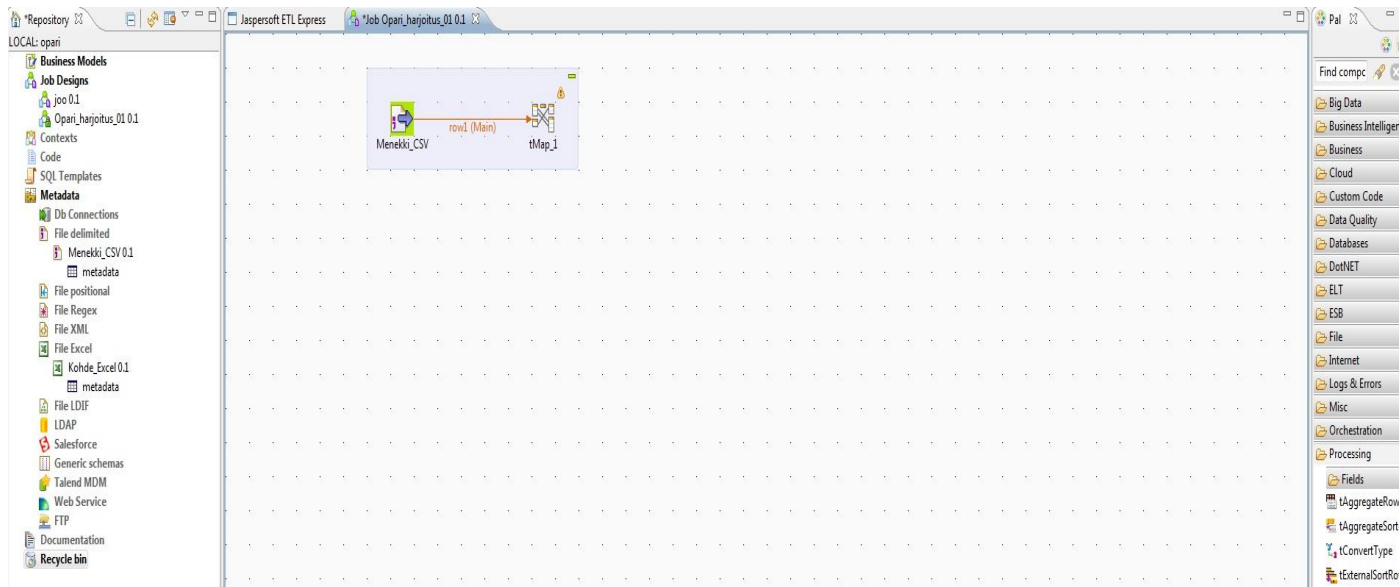 *Repository
LOCAL: opari
Business Models
Job Designs
joo 0.1
Opari_harjoitus_01 0.1
Contexts
Code
SQL Templates
Metadata
Db Connections
File delimited
Menekki_CSV 0.1
metadata
File positional
File Regex
File XML
File Excel
Kohde_Excel 0.1
metadata
File LDIF
LDAP
Salesforce
Generic schemas
Talend MDM
Web Service
FTP
Documentation
Recycle bin
Jaspersoft ETL Express
*Job Opari_harjoitus_01 0.1
row1 (Main)
Menekki_CSV
tMap_1
Pal
Find compc
Big Data
Business Intelliger
Business
Cloud
Custom Code
Data Quality
Databases
DotNET
ELT
ESB
File
Internet
Logs & Errors
Misc
Orchestration
Processing
Fields
tAggregateRow
tAggregateSort
tConvertType
tExternalSortRo